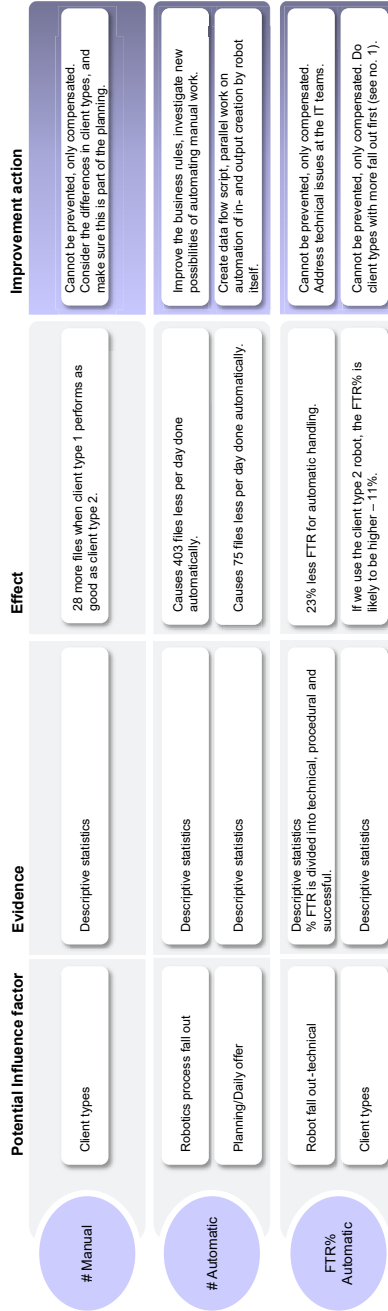 Potential Influence factor
Evidence
Effect
Improvement action
# Manual
Client types
Descriptive statistics
28 more files when client type 1 performs as
good as client type 2.
Cannot be prevented, only compensated.
Consider the differences in client types, and
make sure this is part of the planning.
# Automatic
Robotics process fall out
Descriptive statistics
Causes 403 files less per day done
automatically.
Improve the business rules, investigate new
possibilities of automating manual work.
Planning/Daily offer
Descriptive statistics
Causes 75 files less per day done automatically.
Create data flow script, parallel work on
automation of in- and output creation by robot
itself.
FTR%
Automatic
Robot fall out-technical
Descriptive statistics
% FTR is divided into technical, procedural and
successful.
23% less FTR for automatic handling.
Cannot be prevented, only compensated.
Address technical issues at the IT teams.
Client types
Descriptive statistics
If we use the client type 2 robot, the FTR% is
likely to be higher – 11%.
Cannot be prevented, only compensated. Do
client types with more fall out first (see no. 1).